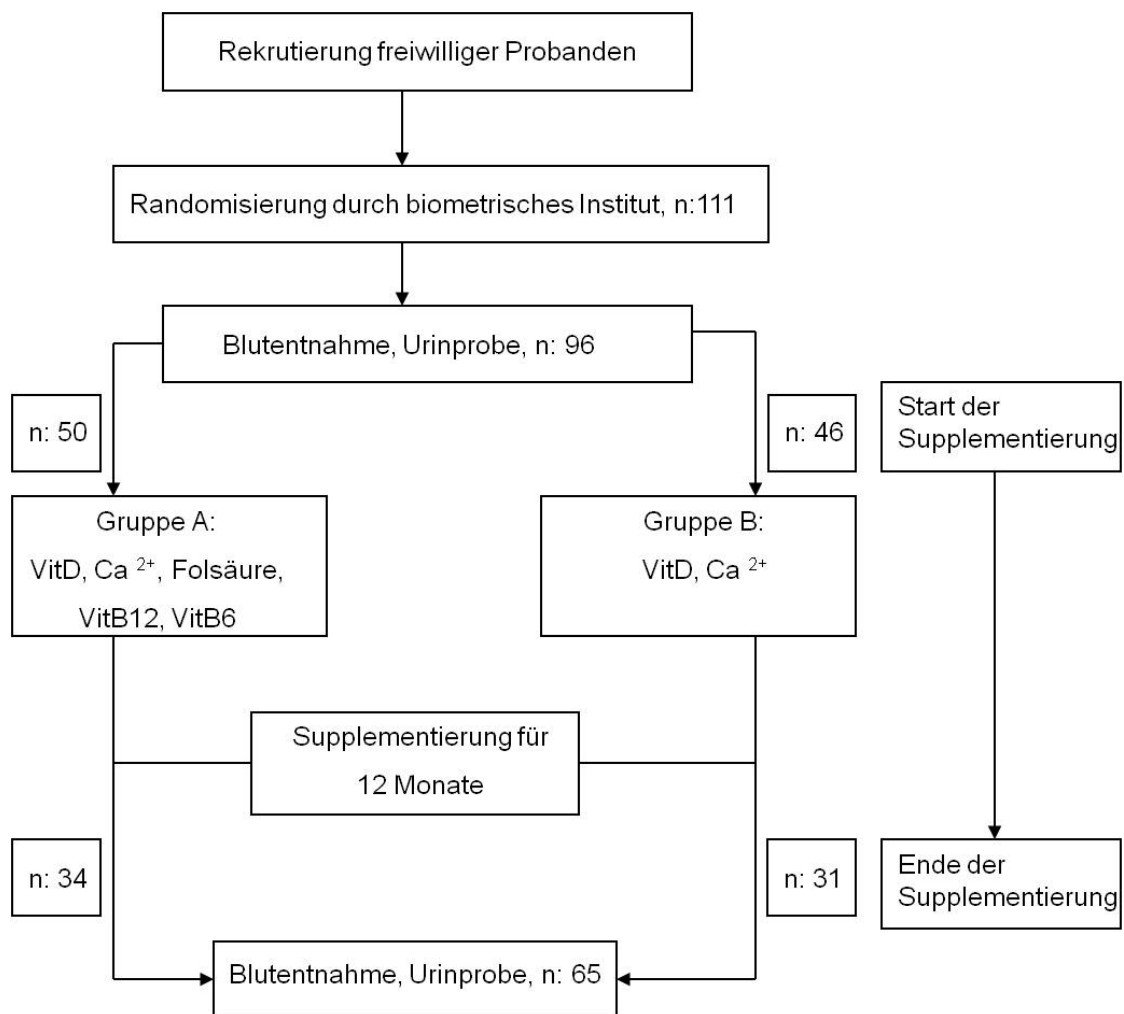 Rekrutierung freiwilliger Probanden
Randomisierung durch biometrisches Institut, n:111
Blutentnahme, Urinprobe, n: 96
n: 50
n: 46
Start der
Supplementierung
Gruppe A:
VitD, Ca ²⁺, Folsäure,
VitB12, VitB6
Gruppe B:
VitD, Ca ²⁺
Supplementierung für
12 Monate
n: 34
n: 31
Ende der
Supplementierung
Blutentnahme, Urinprobe, n: 65